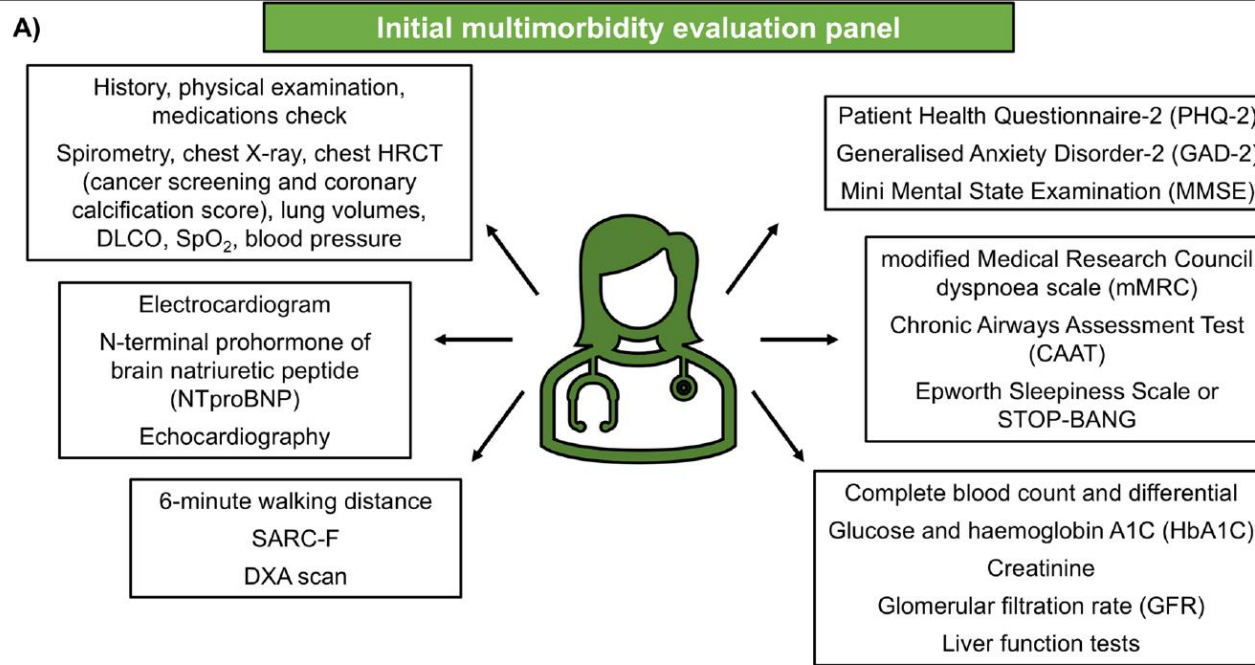 A)
Initial multimorbidity evaluation panel
History, physical examination,
medications check
Spirometry, chest X-ray, chest HRCT
(cancer screening and coronary
calcification score), lung volumes,
DLCO, SpO₂, blood pressure
Electrocardiogram
N-terminal prohormone of
brain natriuretic peptide
(NTproBNP)
Echocardiography
6-minute walking distance
SARC-F
DXA scan
Patient Health Questionnaire-2 (PHQ-2)
Generalised Anxiety Disorder-2 (GAD-2)
Mini Mental State Examination (MMSE)
modified Medical Research Council
dyspnoea scale (mMRC)
Chronic Airways Assessment Test
(CAAT)
Epworth Sleepiness Scale or
STOP-BANG
Complete blood count and differential
Glucose and haemoglobin A1C (HbA1C)
Creatinine
Glomerular filtration rate (GFR)
Liver function tests